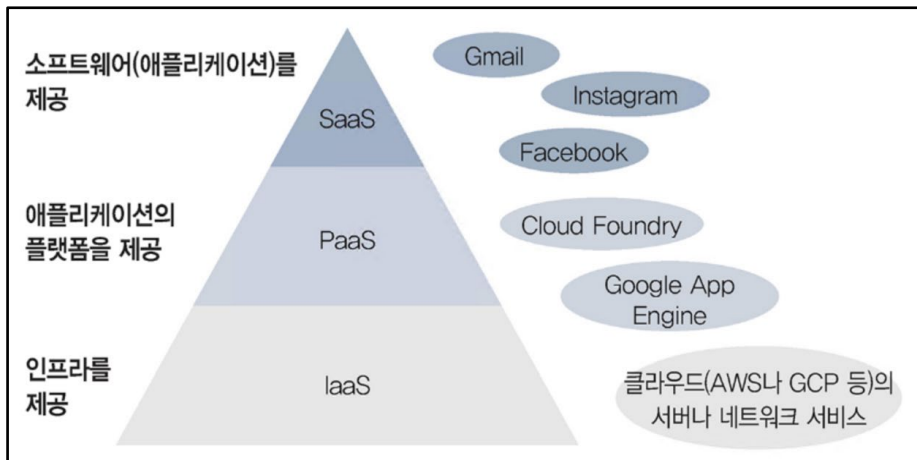 소프트웨어(애플리케이션)를
제공
SaaS
Gmail
Instagram
Facebook
애플리케이션의
플랫폼을 제공
PaaS
Cloud Foundry
Google App
Engine
인프라를
제공
IaaS
클라우드(AWS나 GCP 등)의
서버나 네트워크 서비스